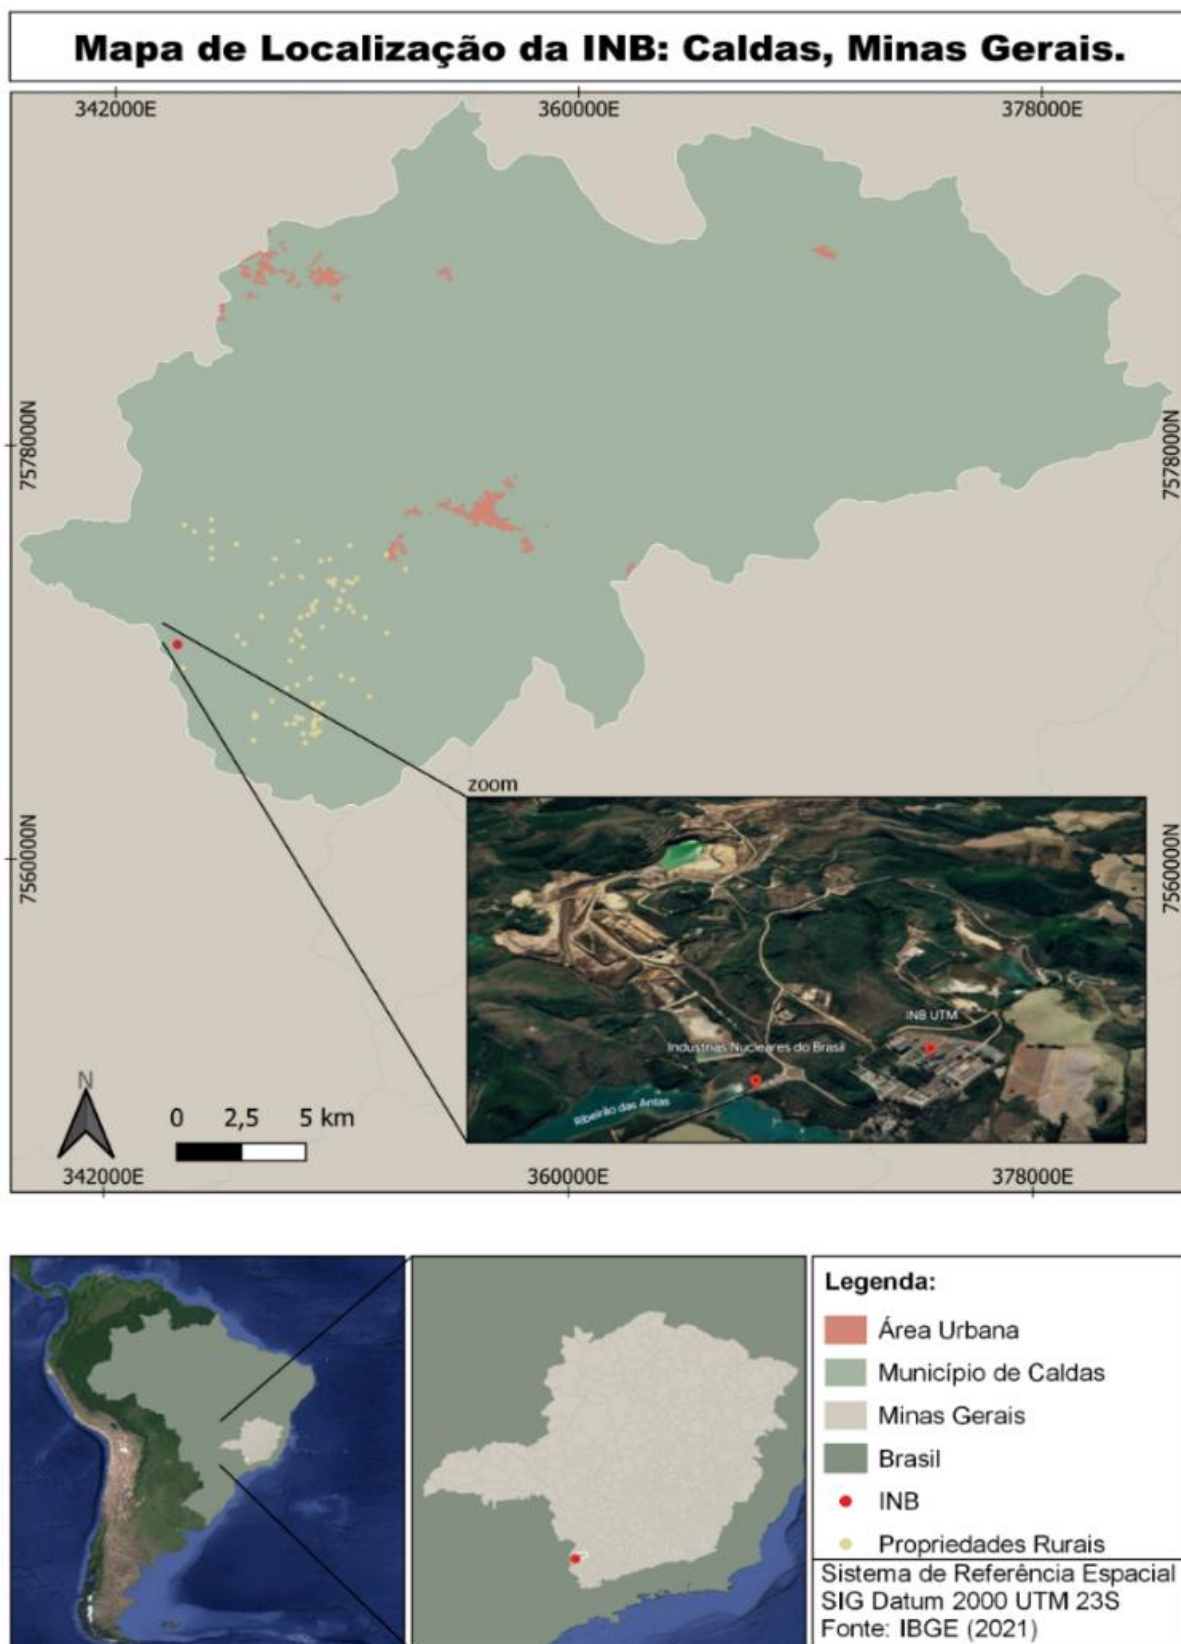 Mapa de Localização da INB: Caldas, Minas Gerais.
342000E 360000E 378000E
7578000N 7578000N
7560000N 7560000N
zoom
INB UTM
Industrias Nucleares do Brasil
Ribeirão das Antas
N
0 2,5 5 km
342000E 360000E 378000E
Legenda:
Área Urbana
Município de Caldas
Minas Gerais
Brasil
INB
Propriedades Rurais
Sistema de Referência Espacial
SIG Datum 2000 UTM 23S
Fonte: IBGE (2021)